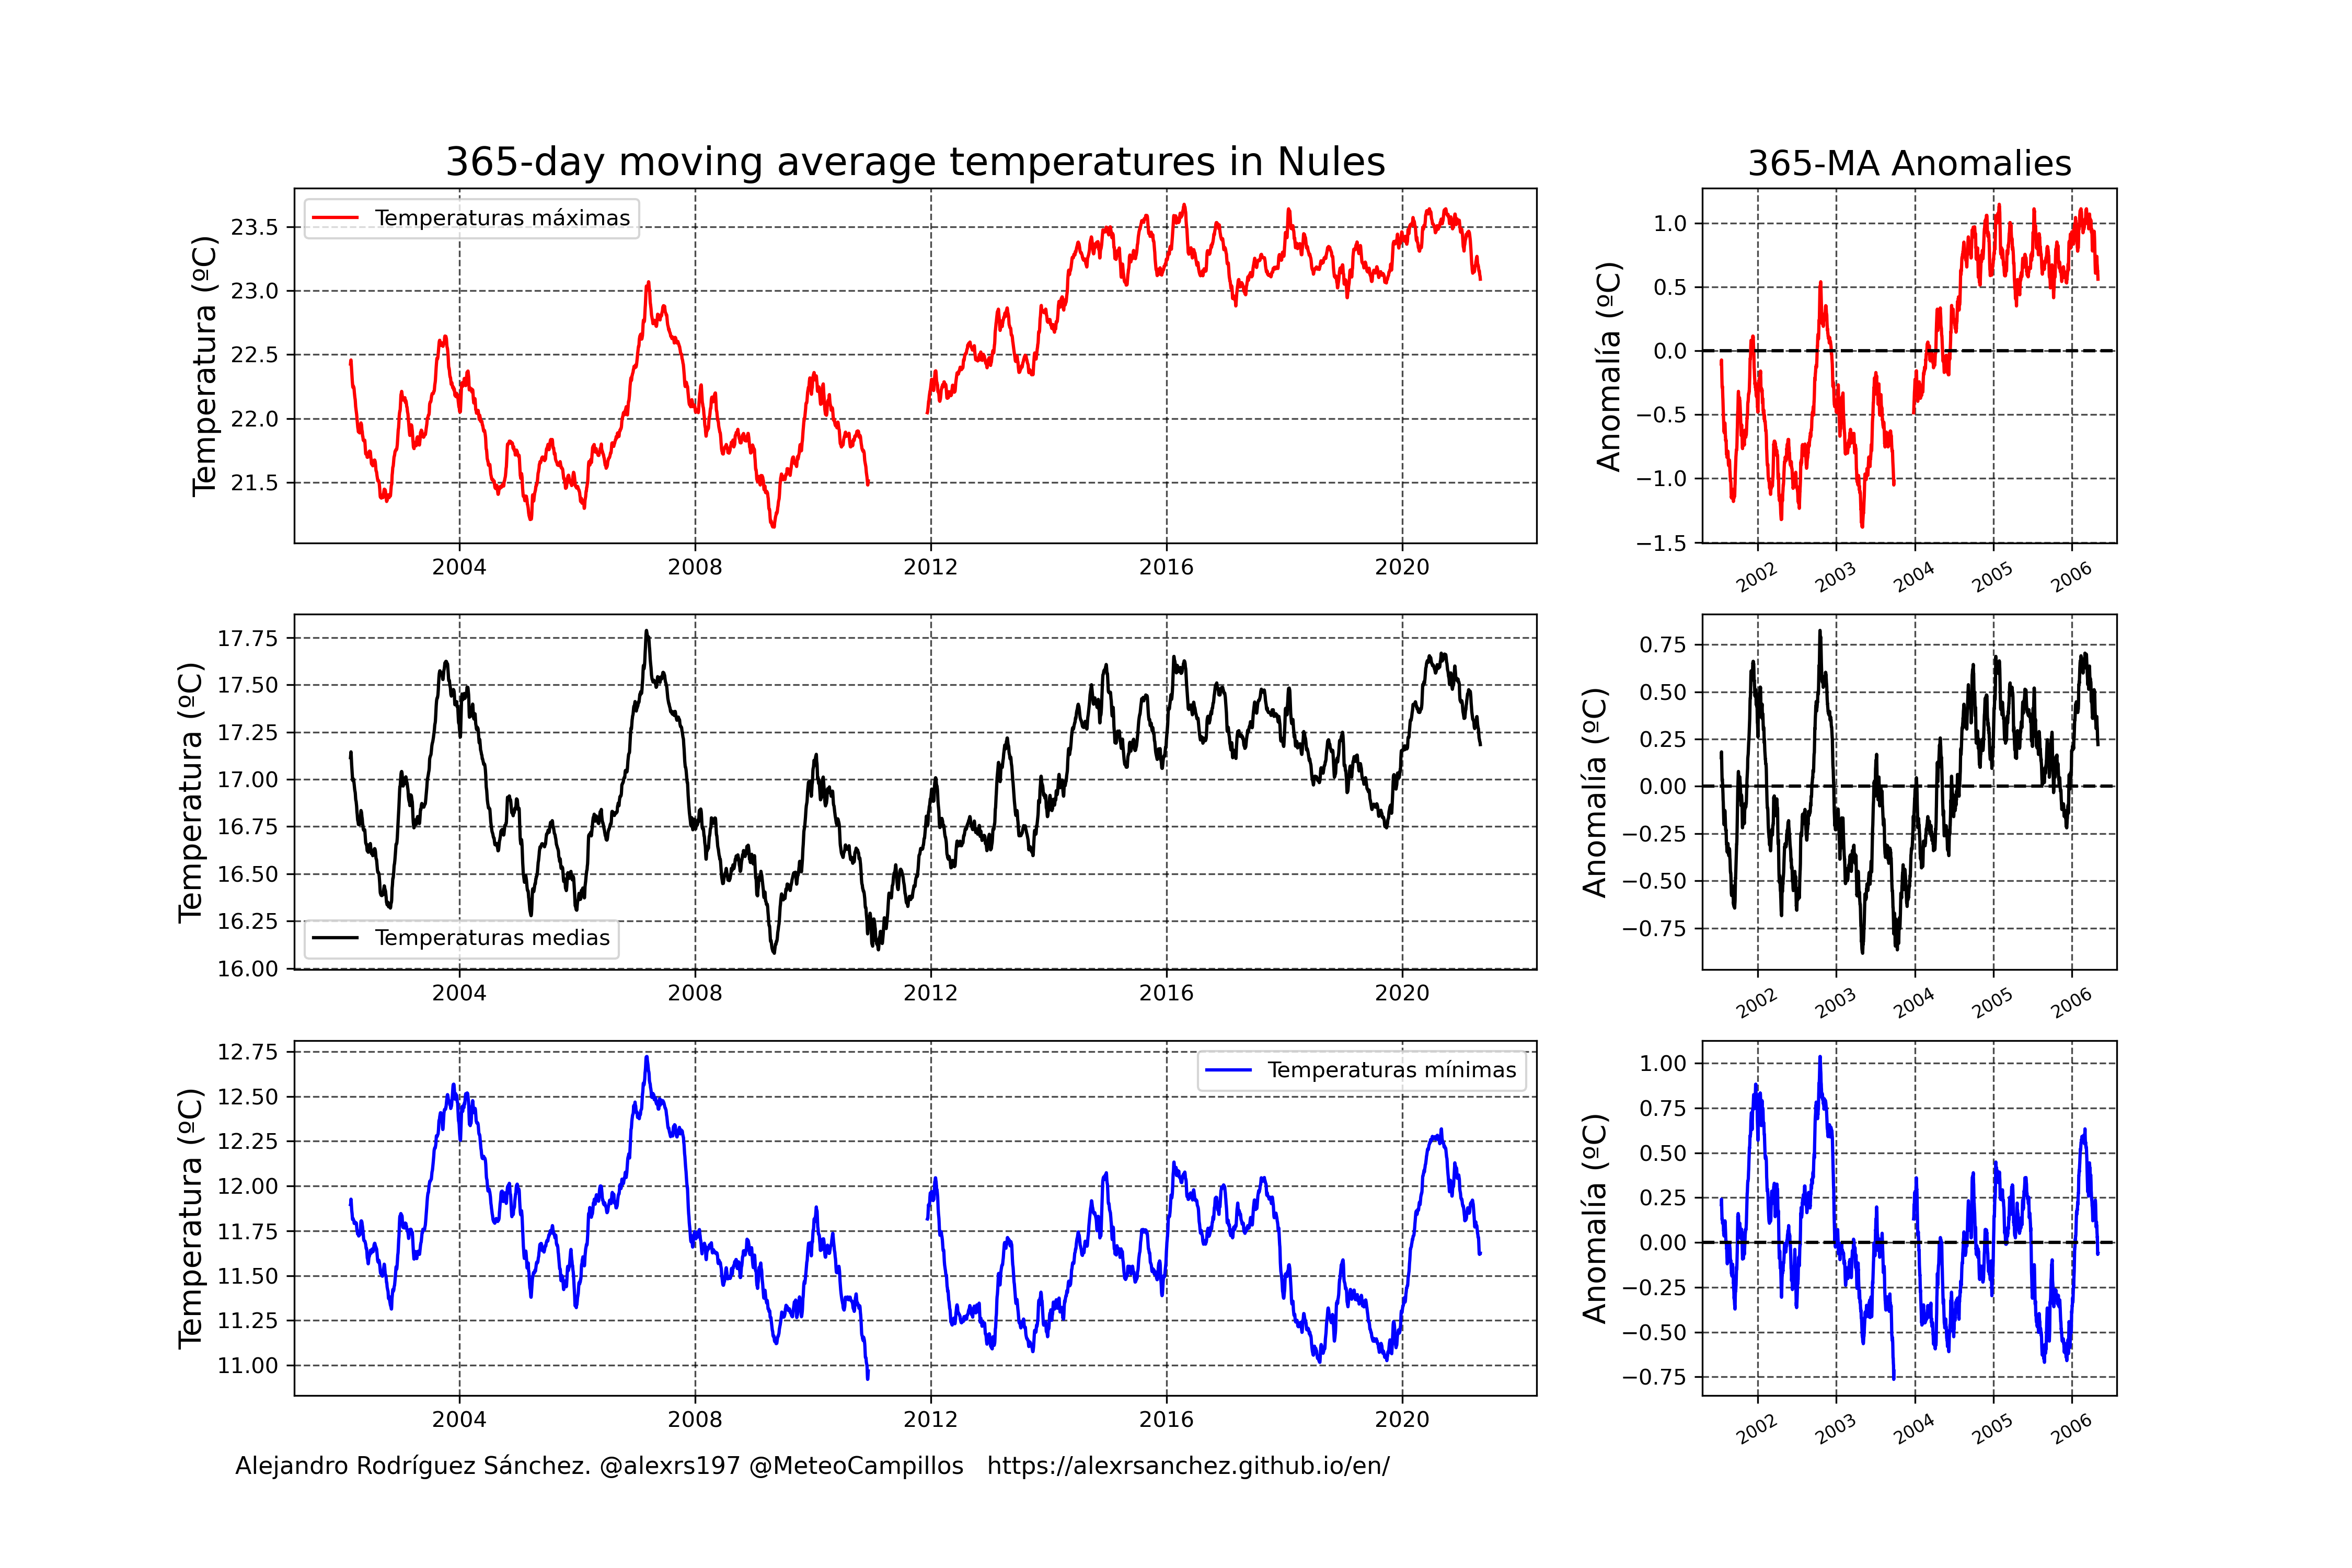 365-day moving average temperatures in Nules
365-MA Anomalies
Temperatura (ºC)
23.5
23.0
22.5
22.0
21.5
Temperaturas máximas
2004 2008 2012 2016 2020
Anomalía (ºC)
1.0
0.5
0.0
−0.5
−1.0
−1.5
2002 2003 2004 2005 2006
Temperatura (ºC)
17.75
17.50
17.25
17.00
16.75
16.50
16.25
16.00
Temperaturas medias
2004 2008 2012 2016 2020
Anomalía (ºC)
0.75
0.50
0.25
0.00
−0.25
−0.50
−0.75
2002 2003 2004 2005 2006
Temperatura (ºC)
12.75
12.50
12.25
12.00
11.75
11.50
11.25
11.00
Temperaturas mínimas
2004 2008 2012 2016 2020
Anomalía (ºC)
1.00
0.75
0.50
0.25
0.00
−0.25
−0.50
−0.75
2002 2003 2004 2005 2006
Alejandro Rodríguez Sánchez. @alexrs197 @MeteoCampillos https://alexrsanchez.github.io/en/